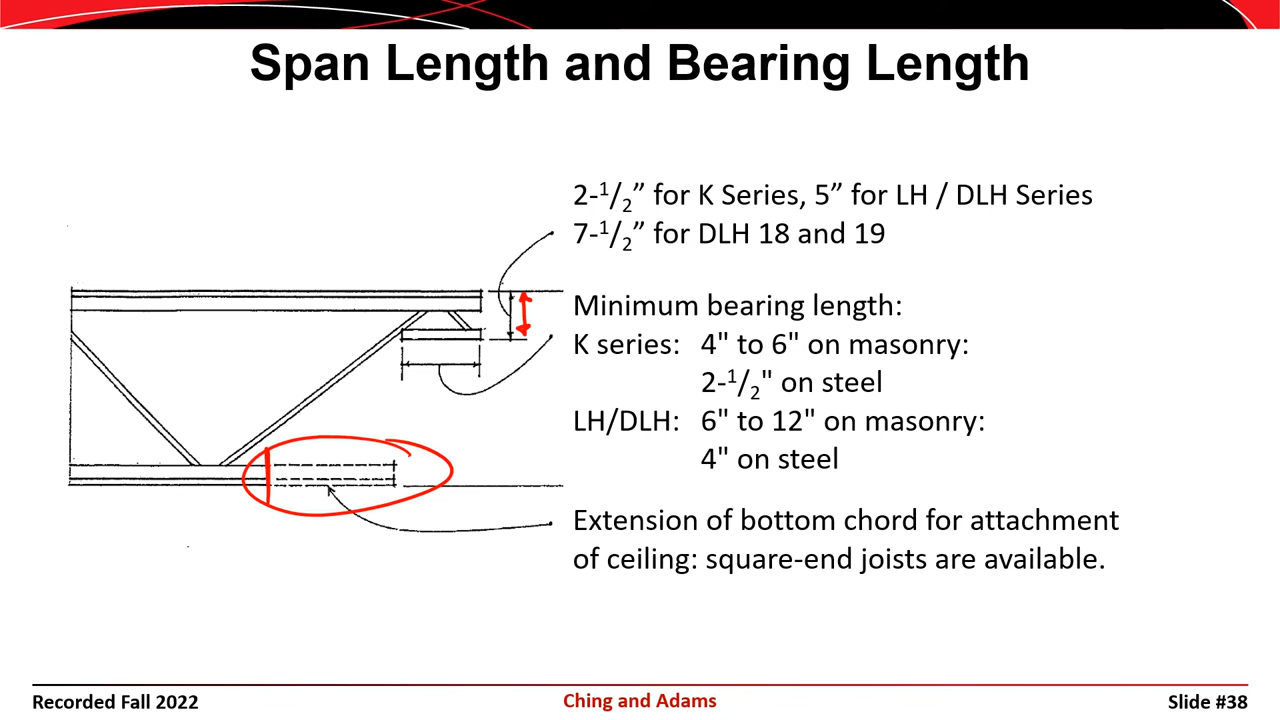 Span Length and Bearing Length
2-1/2” for K Series, 5” for LH / DLH Series
7-1/2” for DLH 18 and 19
Minimum bearing length:
K series: 4" to 6" on masonry:
2-1/2" on steel
LH/DLH: 6" to 12" on masonry:
4" on steel
Extension of bottom chord for attachment
of ceiling: square-end joists are available.
Recorded Fall 2022
Ching and Adams
Slide #38